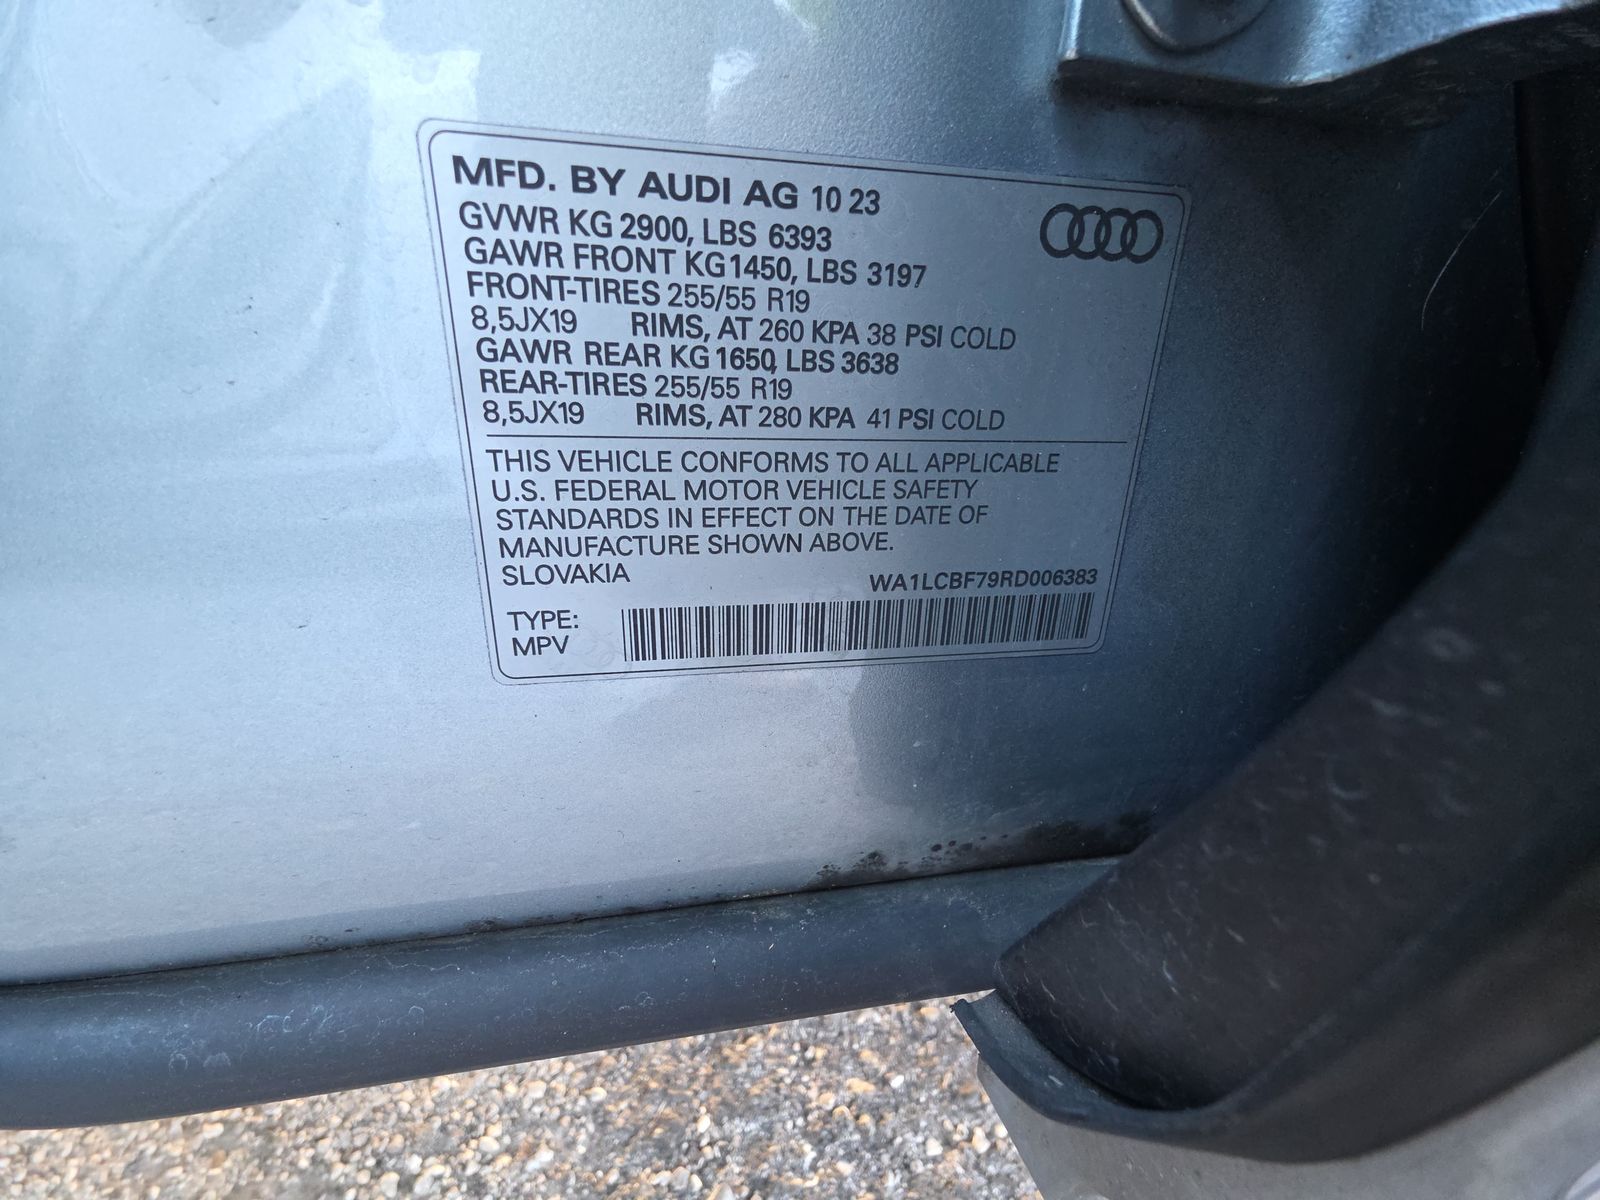 MFD. BY AUDI AG 10 23
GVWR KG 2900, LBS 6393
GAWR FRONT KG 1450, LBS 3197
FRONT-TIRES 255/55 R19
8,5JX19 RIMS, AT 260 KPA 38 PSI COLD
GAWR REAR KG 1650, LBS 3638
REAR-TIRES 255/55 R19
8,5JX19 RIMS, AT 280 KPA 41 PSI COLD
THIS VEHICLE CONFORMS TO ALL APPLICABLE
U.S. FEDERAL MOTOR VEHICLE SAFETY
STANDARDS IN EFFECT ON THE DATE OF
MANUFACTURE SHOWN ABOVE.
SLOVAKIA WA1LCBF79RD006383
TYPE:
MPV